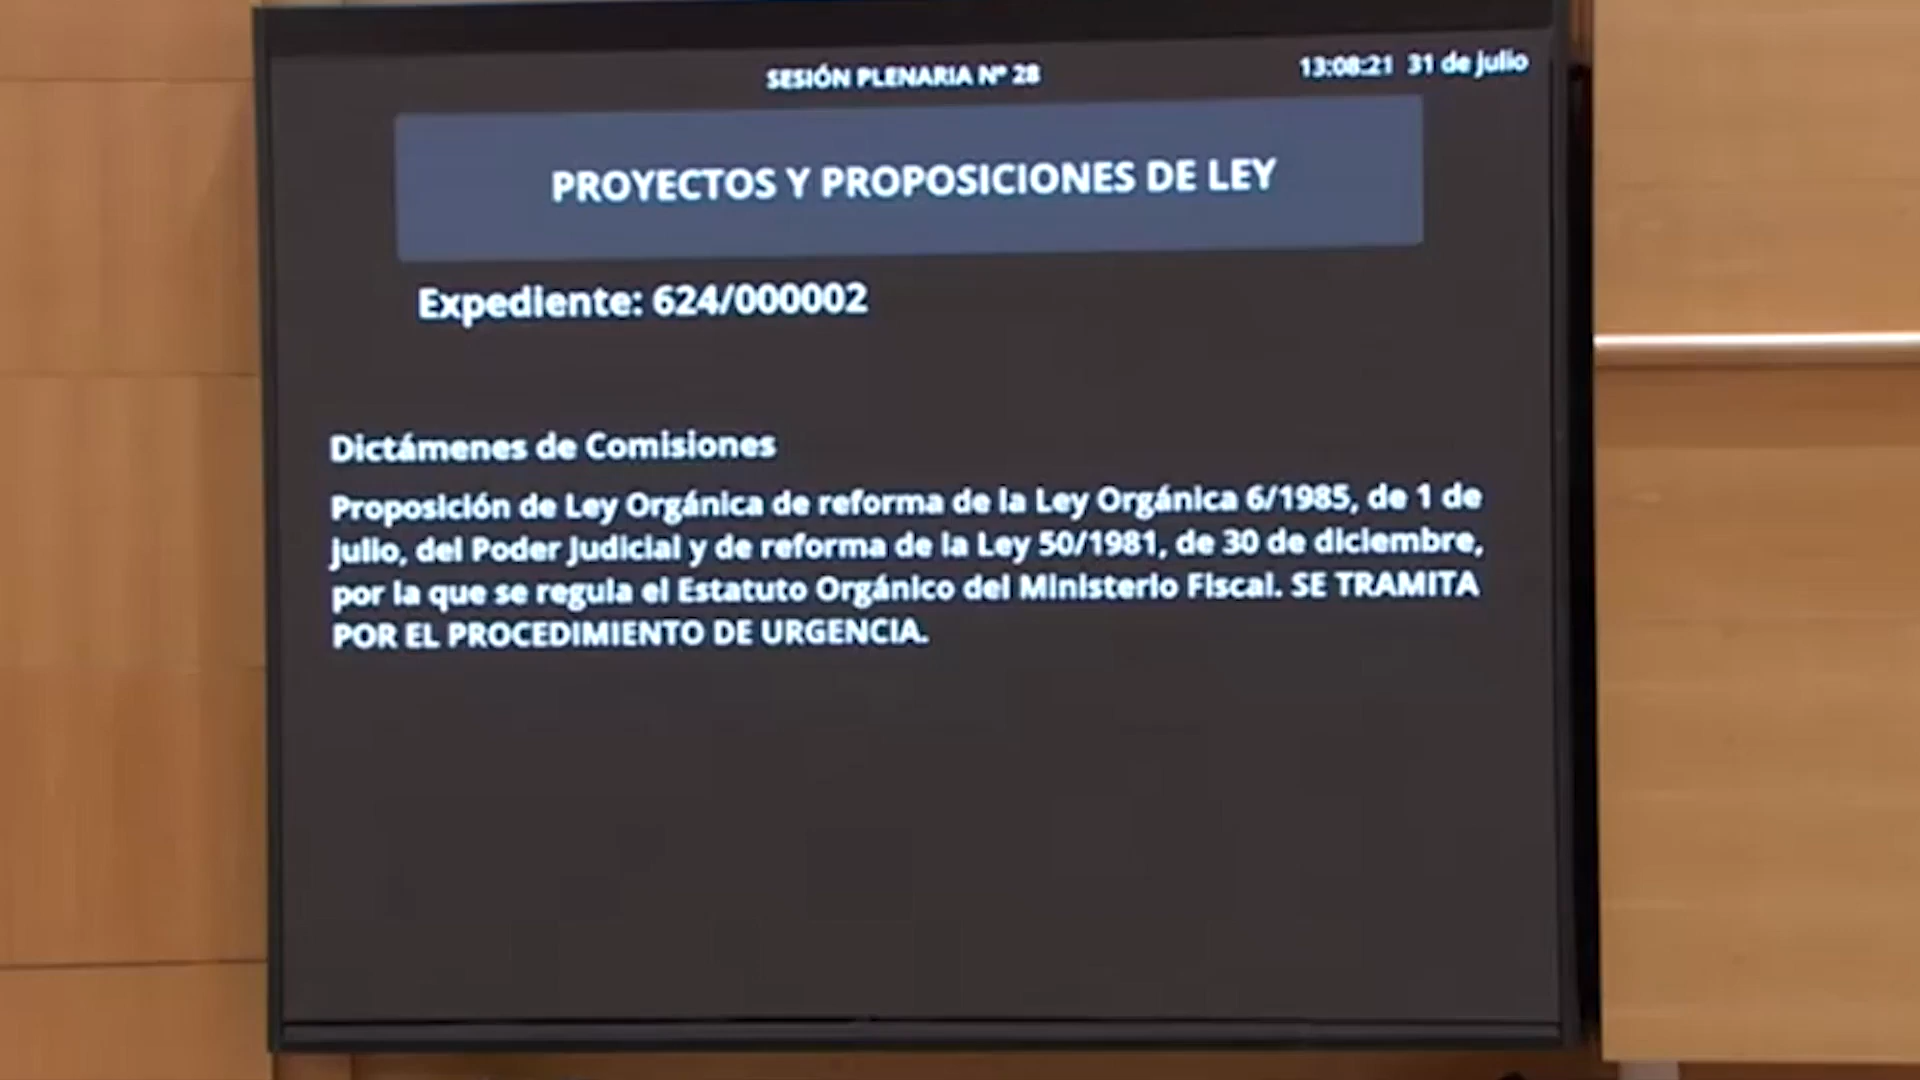 SESIÓN PLENARIA Nº 28
13:08:21 31 de julio
PROYECTOS Y PROPOSICIONES DE LEY
Expediente: 624/000002
Dictámenes de Comisiones
Proposición de Ley Orgánica de reforma de la Ley Orgánica 6/1985, de 1 de
julio, del Poder Judicial y de reforma de la Ley 50/1981, de 30 de diciembre,
por la que se regula el Estatuto Orgánico del Ministerio Fiscal. SE TRAMITA
POR EL PROCEDIMIENTO DE URGENCIA.